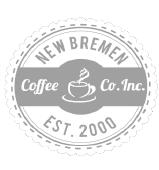 NEW BREMEN
Coffee Co. Inc.
EST. 2000